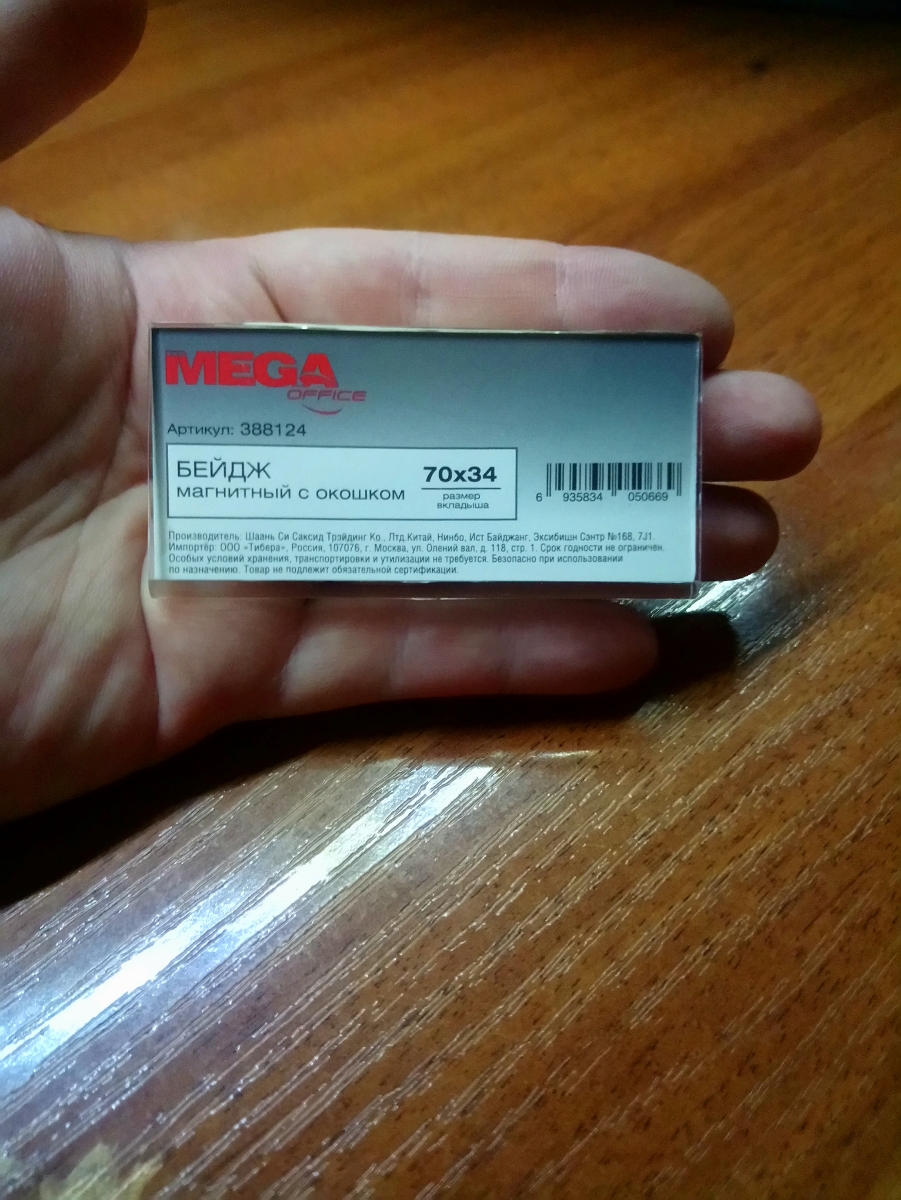 MEGA
OFFICE
Артикул: 388124
БЕЙДЖ
МАГНИТНЫЙ С ОКОШКОМ
70x34
размер
вкладыша
6 935834 050669
Производитель: Шаань Си Саксид Трэйдинг Ко., Лтд.Китай, Нинбо, Ист Байджанг, Эксибишн Сэнтр №168, 7J1.
Импортёр: ООО «Тибера», Россия, 107076, г. Москва, ул. Олений вал, д. 118, стр. 1. Срок годности не ограничен.
Особых условий хранения, транспортировки и утилизации не требуется. Безопасно при использовании
по назначению. Товар не подлежит обязательной сертификации.